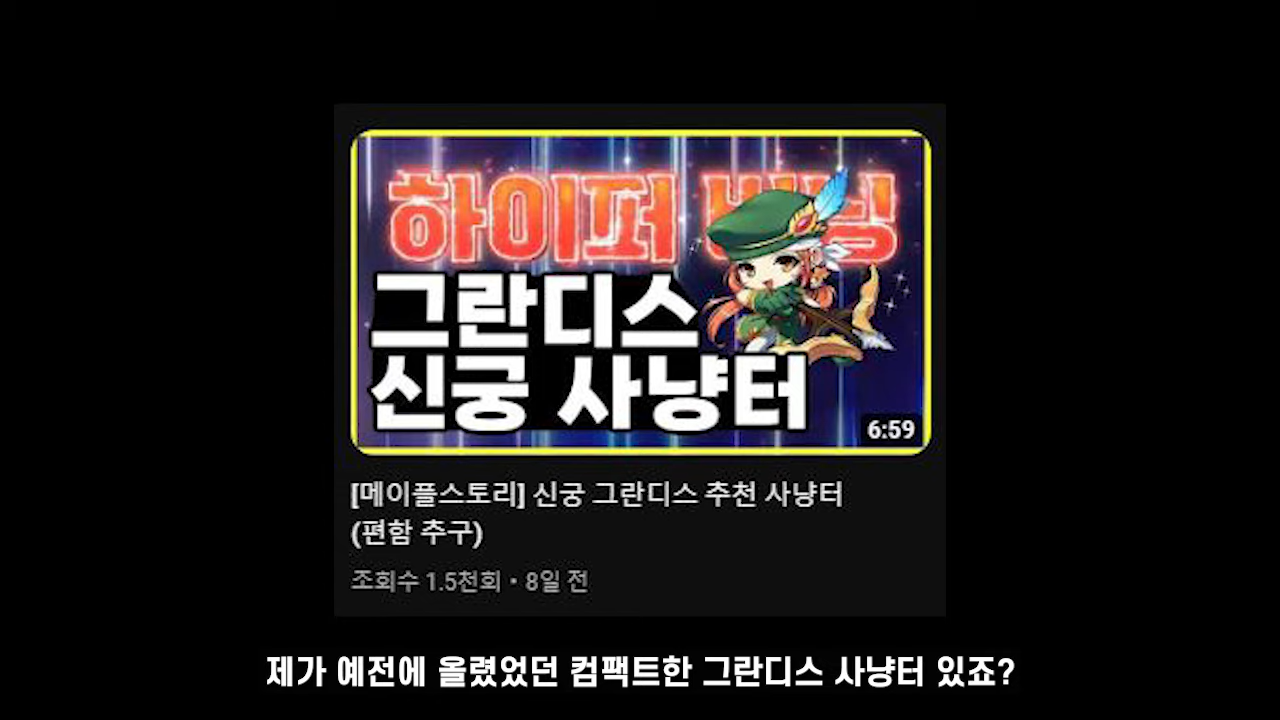 하이퍼
그란디스
신궁 사냥터
6:59
[메이플스토리] 신궁 그란디스 추천 사냥터
(편함 추구)
조회수 1.5천회 • 8일 전
제가 예전에 올렸었던 컴팩트한 그란디스 사냥터 있죠?